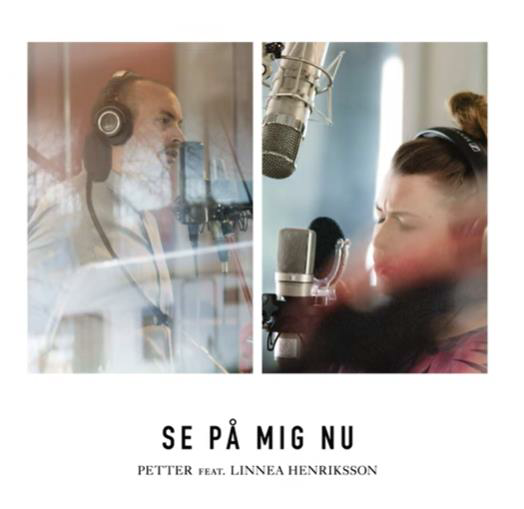 SE PÅ MIG NU
PETTER FEAT. LINNEA HENRIKSSON